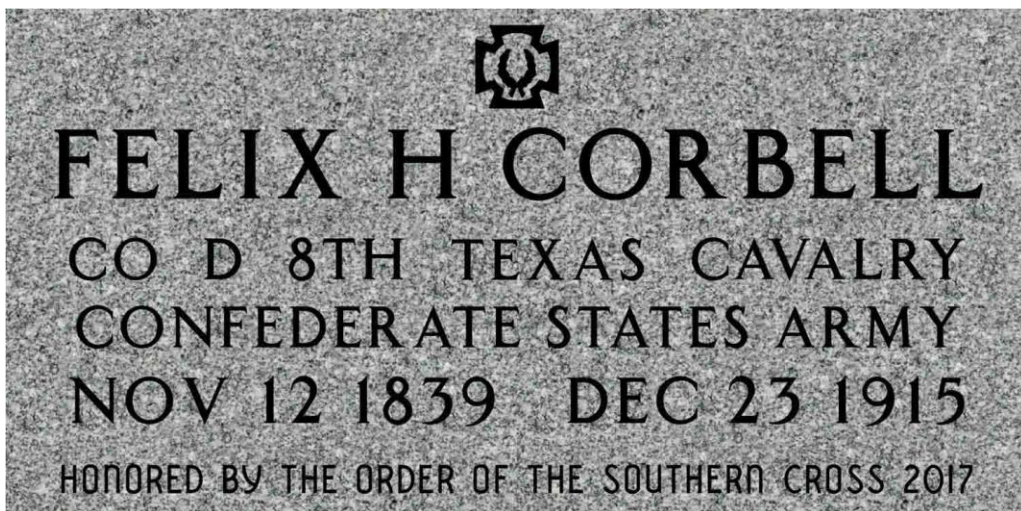 FELIX H CORBELL
CO D 8TH TEXAS CAVALRY
CONFEDERATE STATES ARMY
NOV 12 1839 DEC 23 1915
HONORED BY THE ORDER OF THE SOUTHERN CROSS 2017